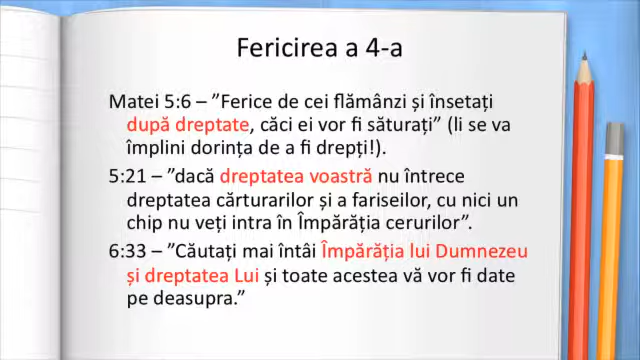 Fericirea a 4-a
Matei 5:6 – ”Ferice de cei flămânzi și însetați
după dreptate, căci ei vor fi săturați” (li se va
împlini dorința de a fi drepți!).
5:21 – ”dacă dreptatea voastră nu întrece
dreptatea cărturarilor și a fariseilor, cu nici un
chip nu veți intra în Împărăția cerurilor”.
6:33 – ”Căutați mai întâi Împărăția lui Dumnezeu
și dreptatea Lui și toate acestea vă vor fi date
pe deasupra.”